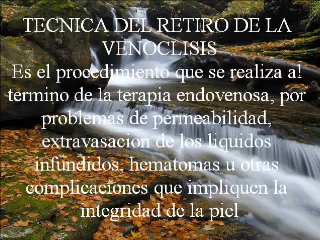 TECNICA DEL RETIRO DE LA
VENOCLISIS
Es el procedimiento que se realiza al
termino de la terapia endovenosa, por
problemas de permeabilidad,
extravasación de los liquidos
infundidos, hematomas u otras
complicaciones que impliquen la
integridad de la piel